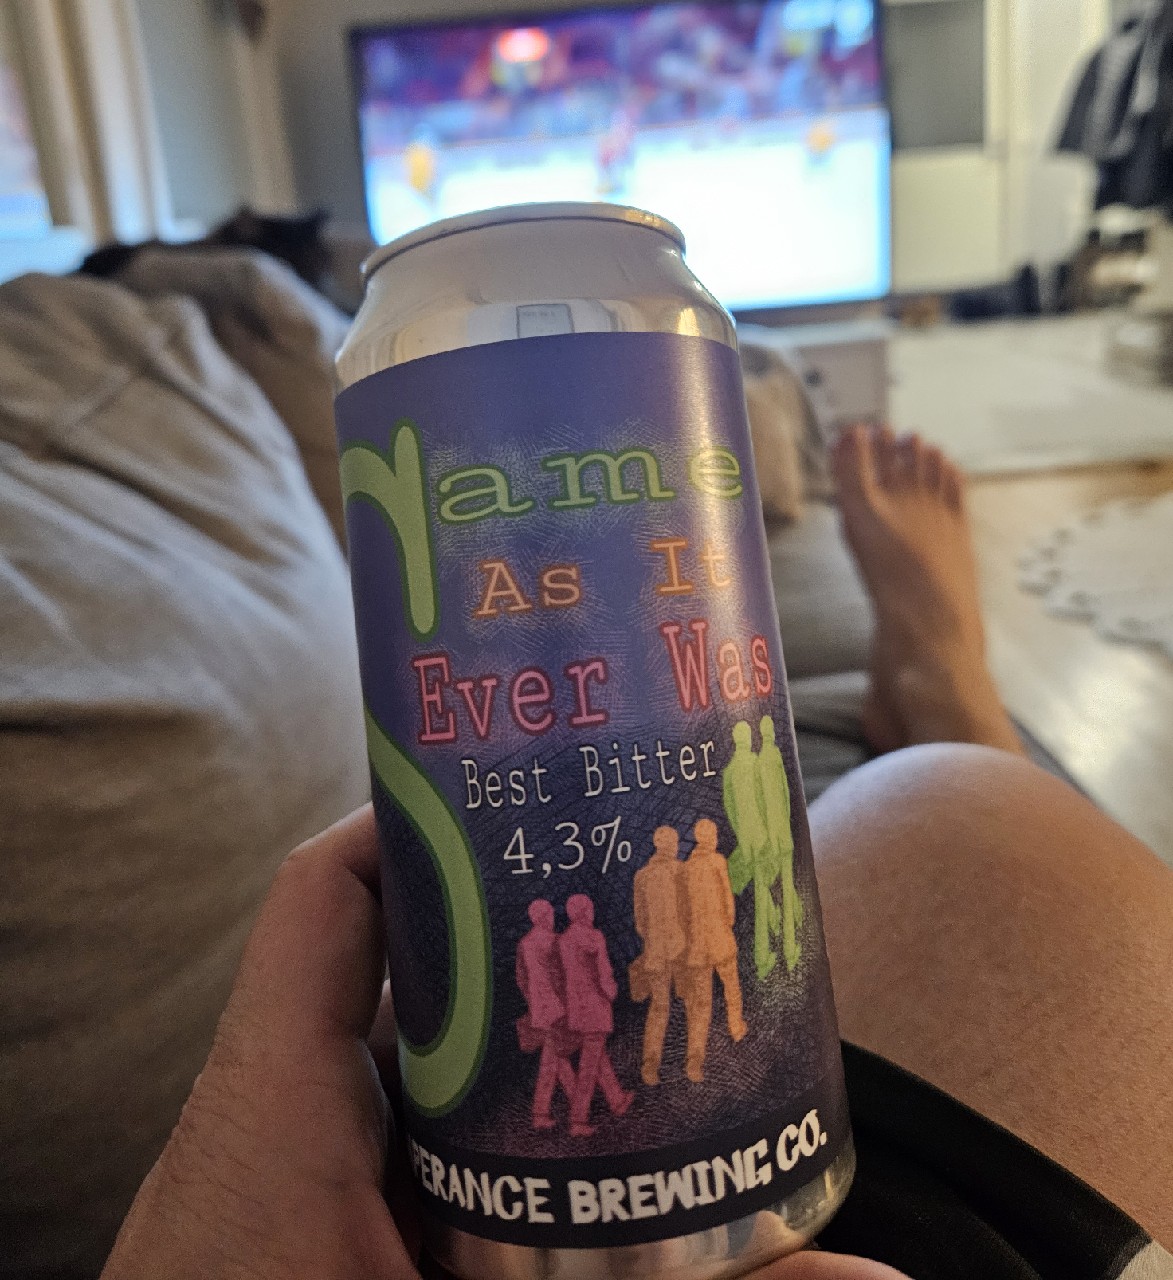 Same
As It
Ever Was
Best Bitter
4,3%
PERANCE BREWING CO.